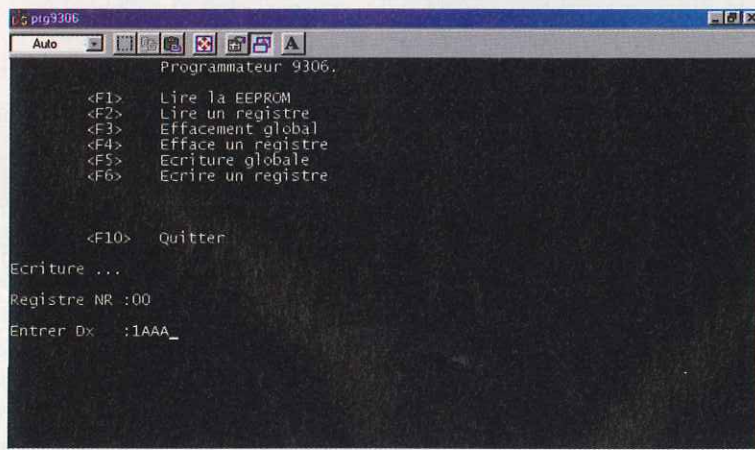 prg9306
Auto A
Programmateur 9306.
<F1> Lire la EEPROM
<F2> Lire un registre
<F3> Effacement global
<F4> Efface un registre
<F5> Ecriture globale
<F6> Ecrire un registre
<F10> Quitter
Ecriture ...
Registre NR :00
Entrer Dx :1AAA_